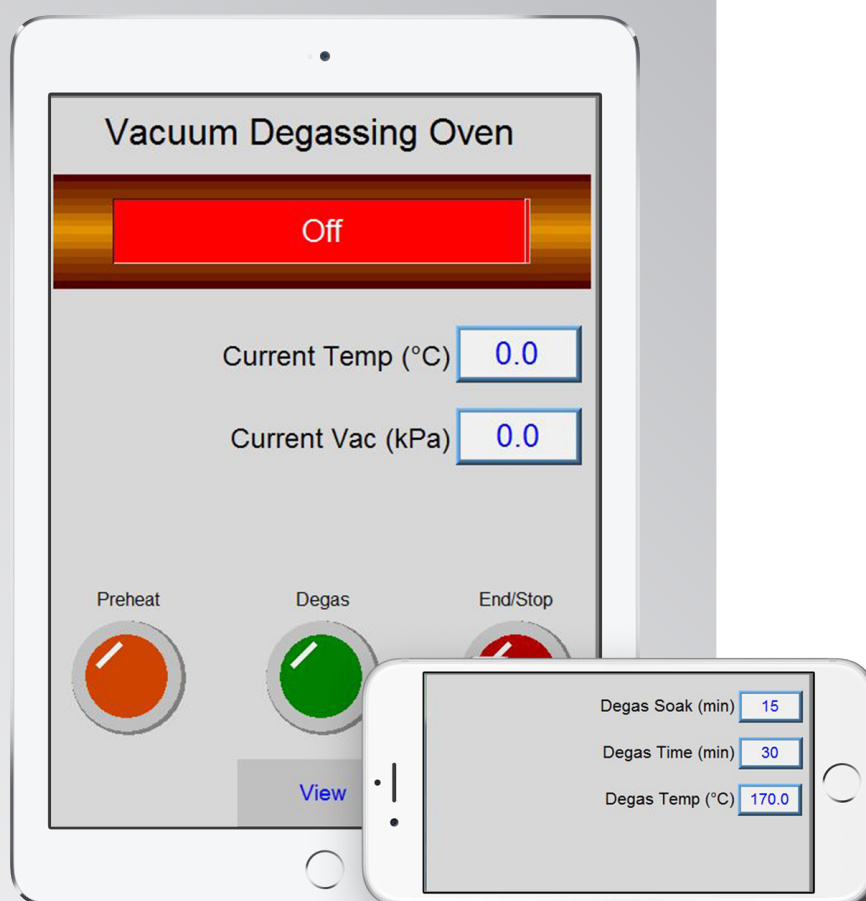 Vacuum Degassing Oven
Off
Current Temp (°C) 0.0
Current Vac (kPa) 0.0
Preheat Degas End/Stop
View
Degas Soak (min) 15
Degas Time (min) 30
Degas Temp (°C) 170.0